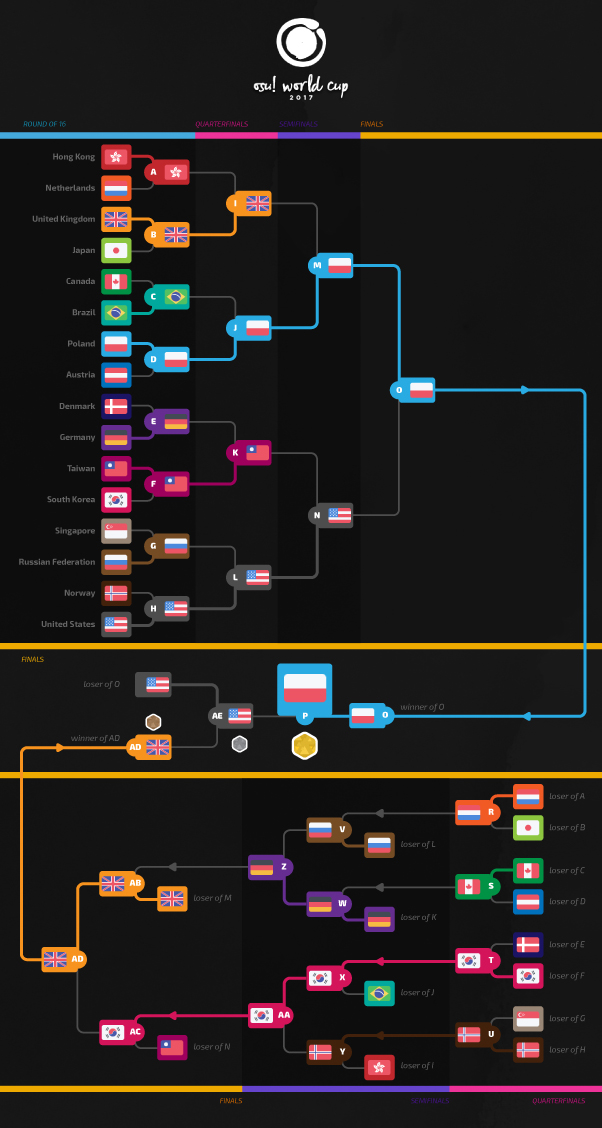 osu! world cup
2017
ROUND OF 16
QUARTERFINALS
SEMIFINALS
FINALS
Hong Kong
A
Netherlands
I
United Kingdom
B
Japan
M
Canada
C
Brazil
J
Poland
D
Austria
O
Denmark
E
Germany
K
Taiwan
F
South Korea
N
Singapore
G
Russian Federation
L
Norway
H
United States
FINALS
loser of O
AE
P
O
winner of O
winner of AD
AD
loser of A
R
V
loser of B
loser of L
Z
loser of C
AB
S
loser of M
W
loser of D
loser of K
loser of E
AD
T
X
loser of F
loser of J
AA
loser of G
AC
U
loser of N
Y
loser of H
loser of I
FINALS
SEMIFINALS
QUARTERFINALS